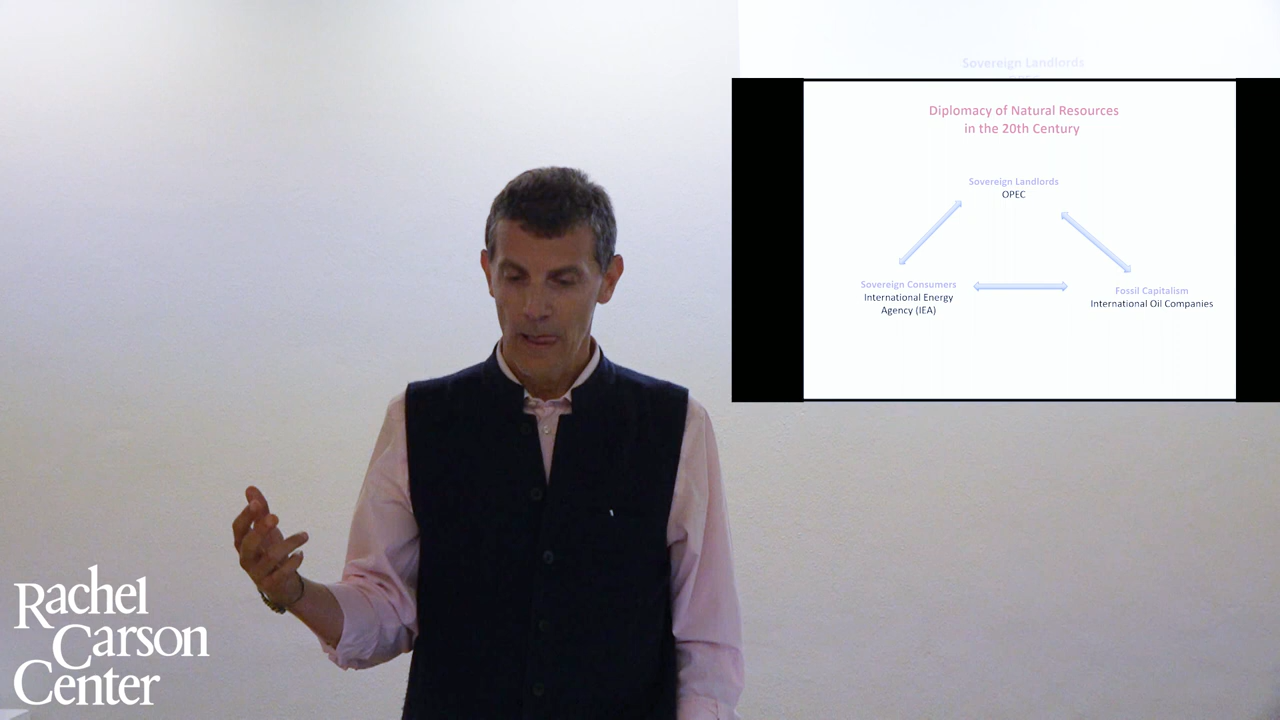 Sovereign Landlords
Diplomacy of Natural Resources
in the 20th Century
Sovereign Landlords
OPEC
Sovereign Consumers
International Energy
Agency (IEA)
Fossil Capitalism
International Oil Companies
Rachel
Carson
Center